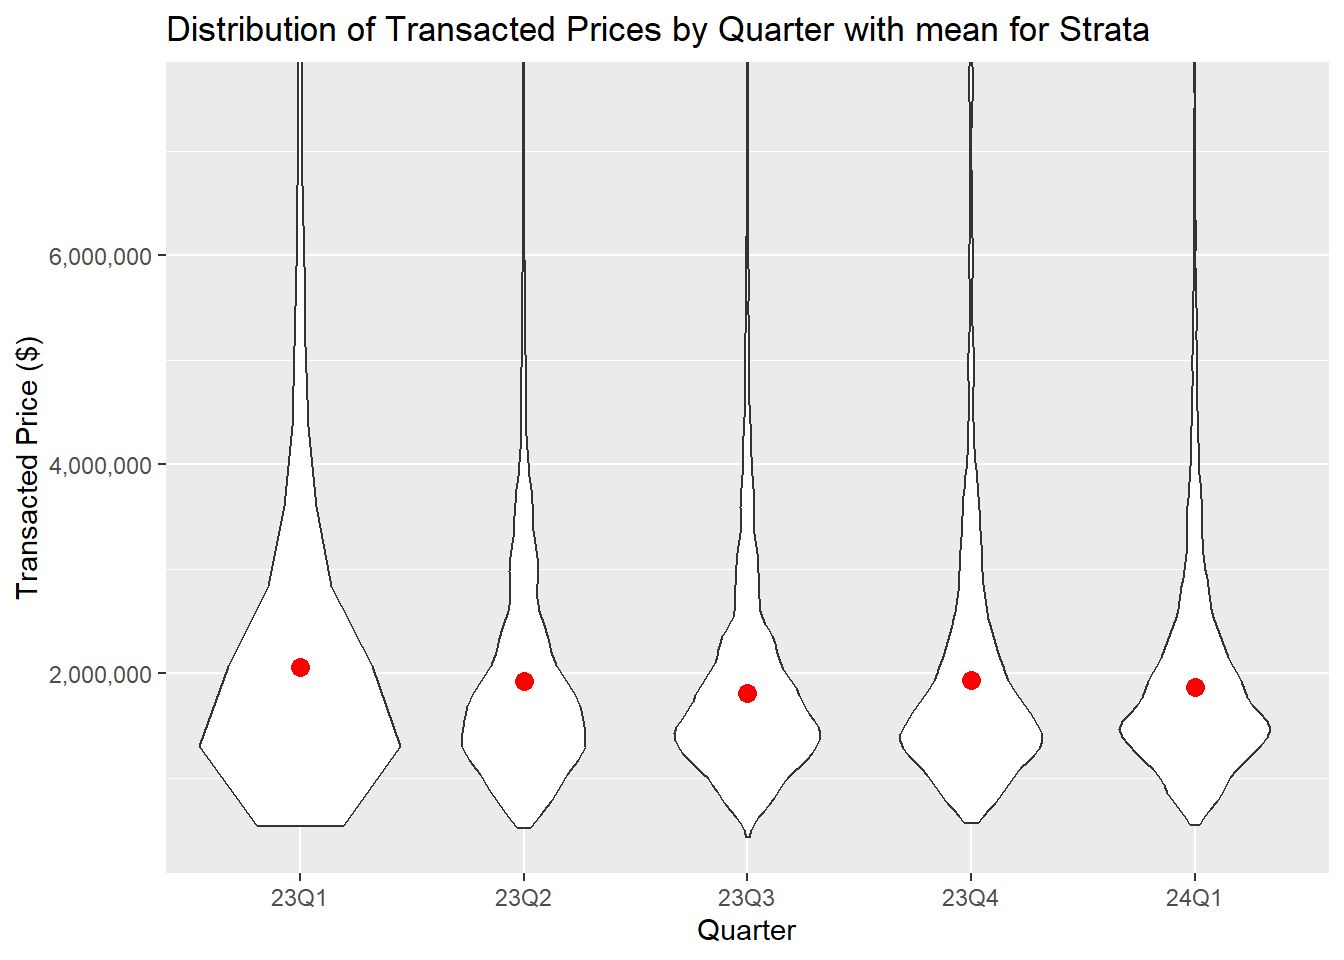 Distribution of Transacted Prices by Quarter with mean for Strata
Transacted Price ($)
6,000,000
4,000,000
2,000,000
23Q1 23Q2 23Q3 23Q4 24Q1
Quarter